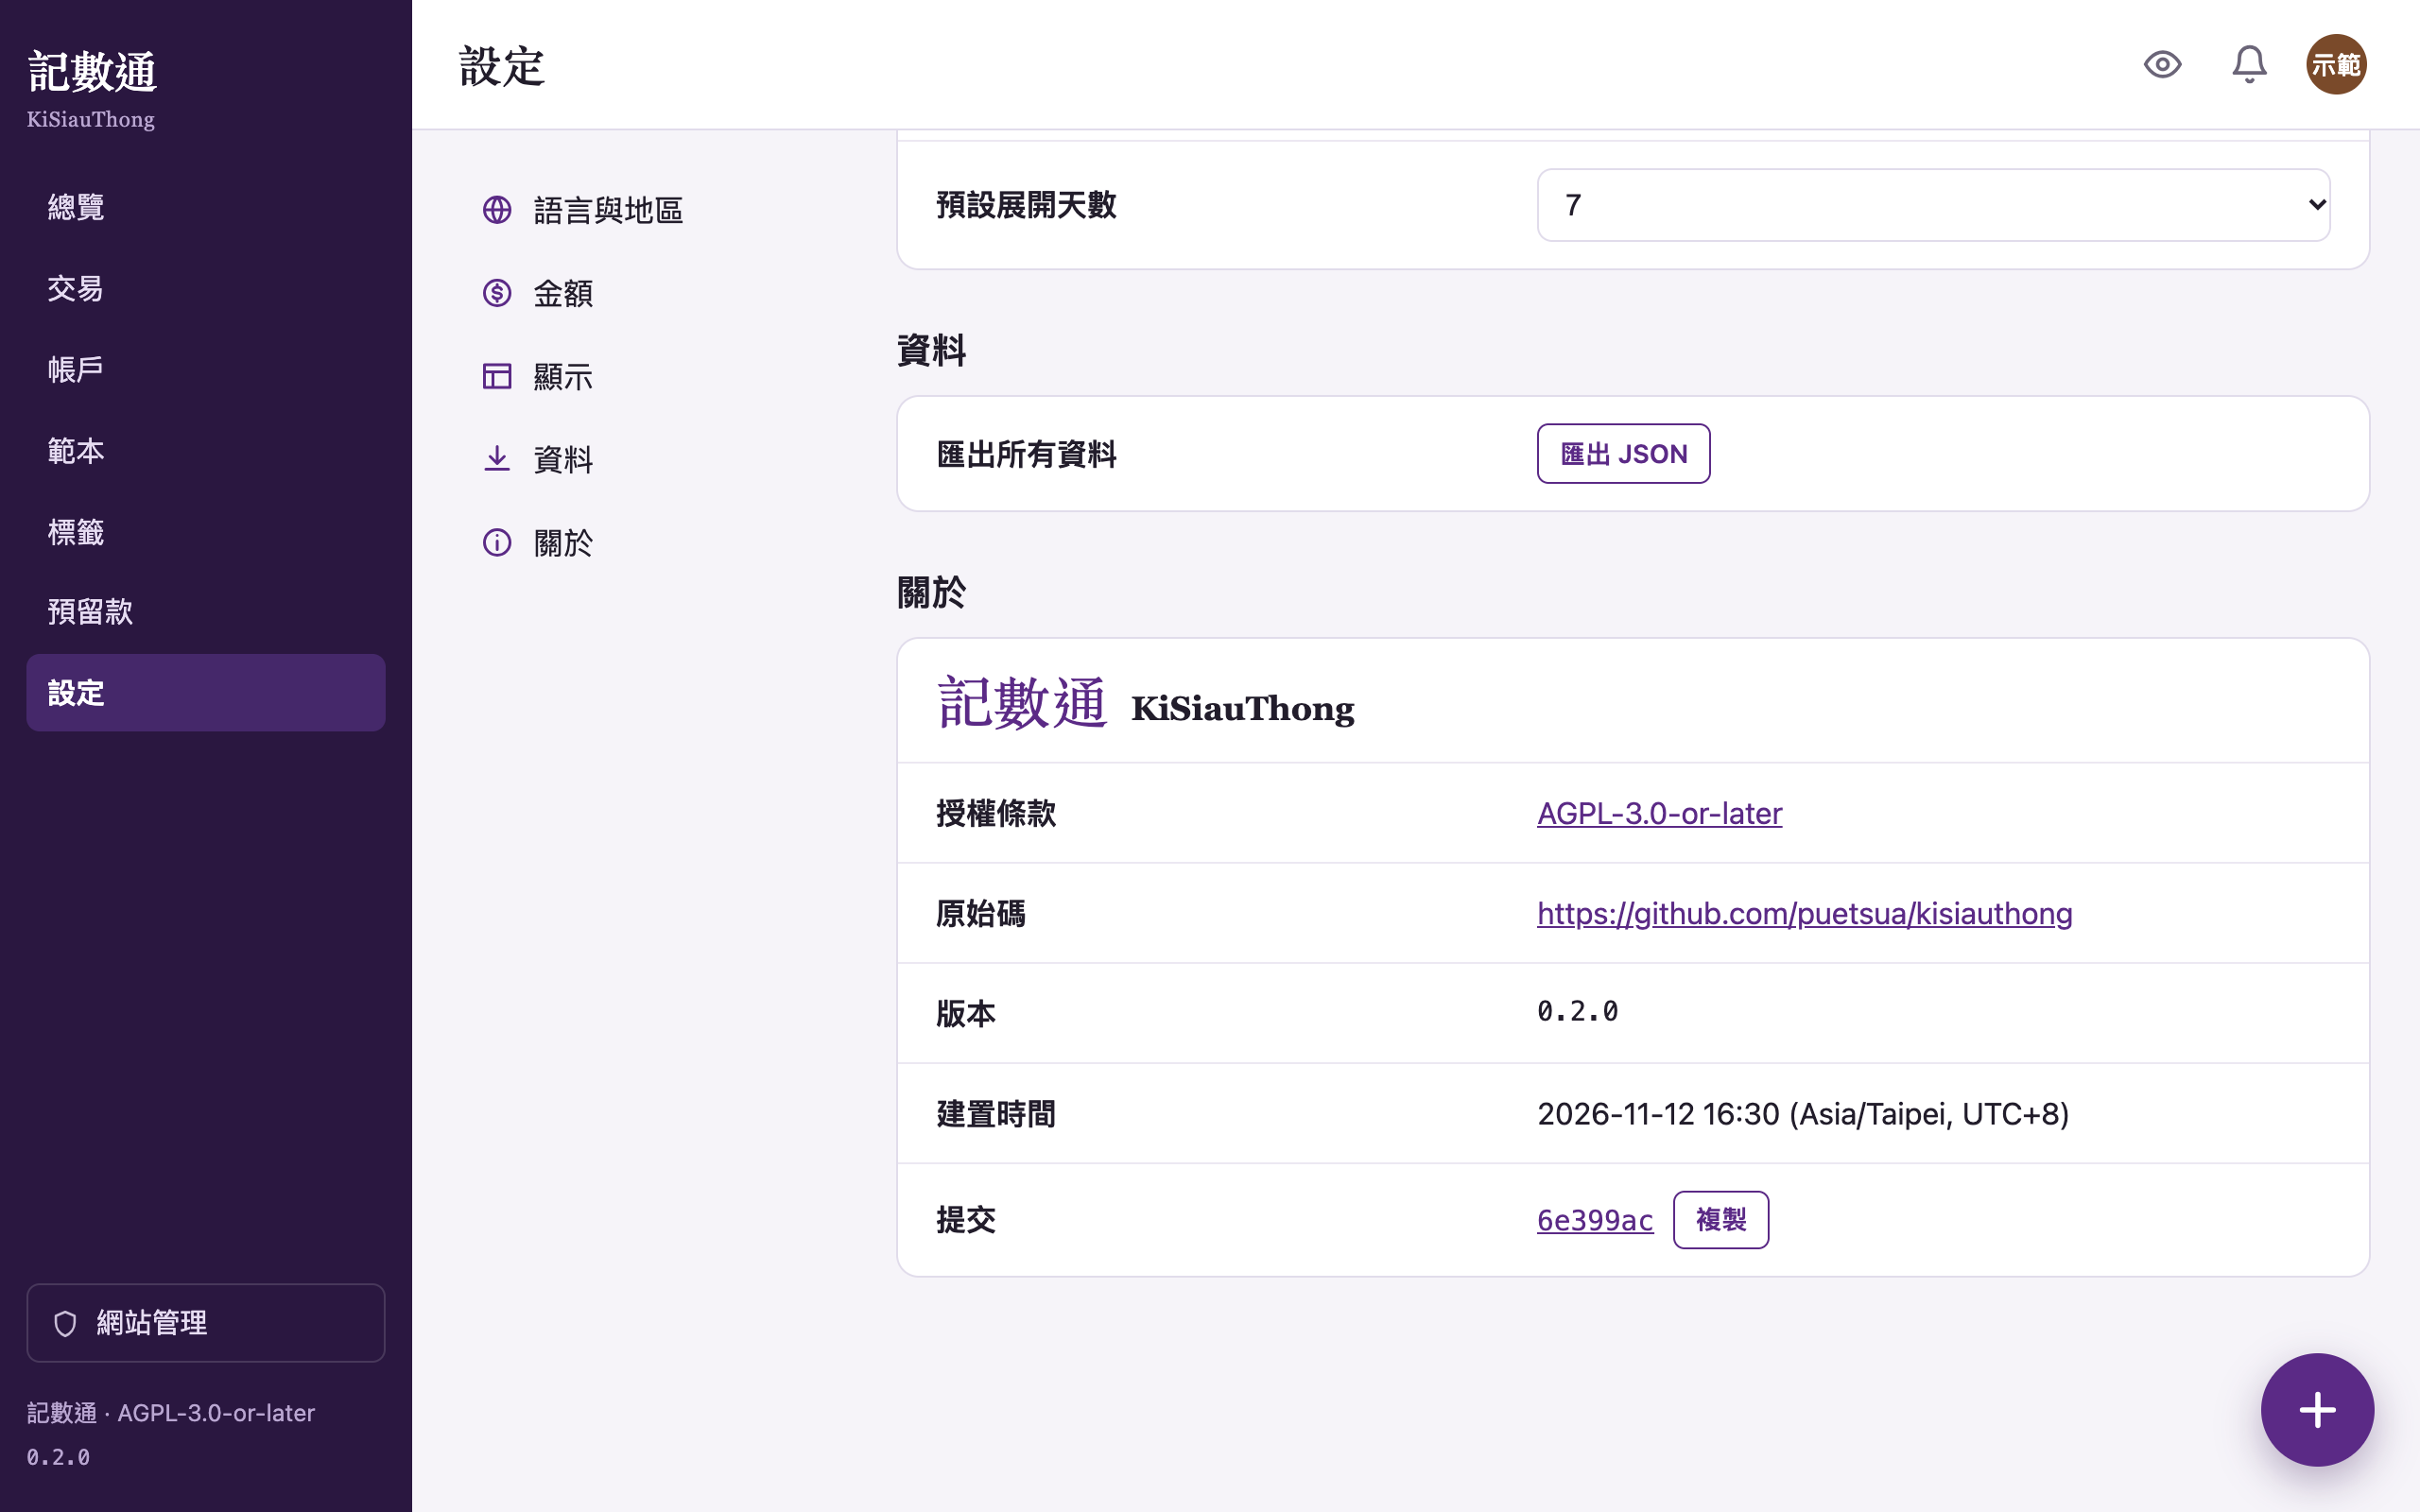 記數通
KiSiauThong
總覽
交易
帳戶
範本
標籤
預留款
設定
網站管理
記數通 · AGPL-3.0-or-later
0.2.0
設定
示範
語言與地區
金額
顯示
資料
關於
預設展開天數
7
資料
匯出所有資料
匯出 JSON
關於
記數通 KiSiauThong
授權條款
AGPL-3.0-or-later
原始碼
https://github.com/puetsua/kisiauthong
版本
0.2.0
建置時間
2026-11-12 16:30 (Asia/Taipei, UTC+8)
提交
6e399ac
複製